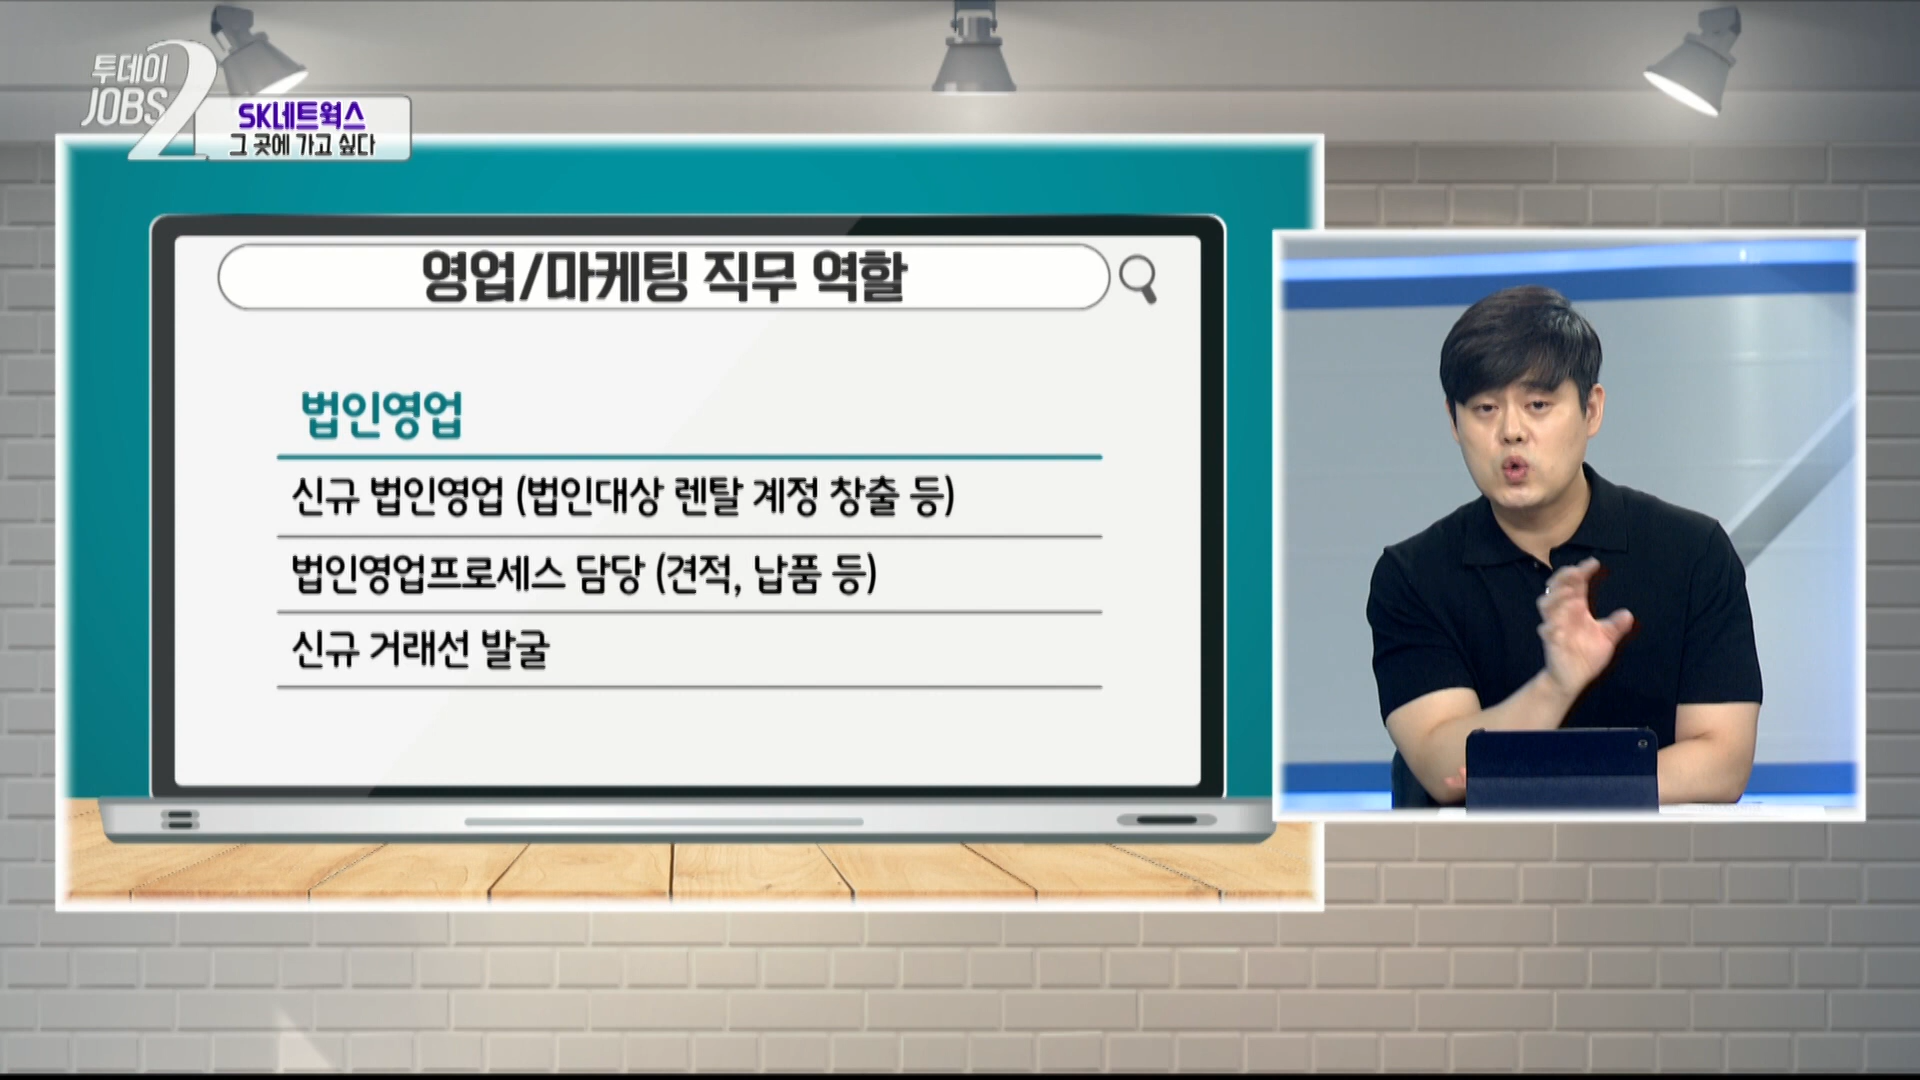 투데이
JOBS 2
SK네트웍스
그 곳에 가고 싶다
영업/마케팅 직무 역할
법인영업
신규 법인영업 (법인대상 렌탈 계정 창출 등)
법인영업프로세스 담당 (견적, 납품 등)
신규 거래선 발굴